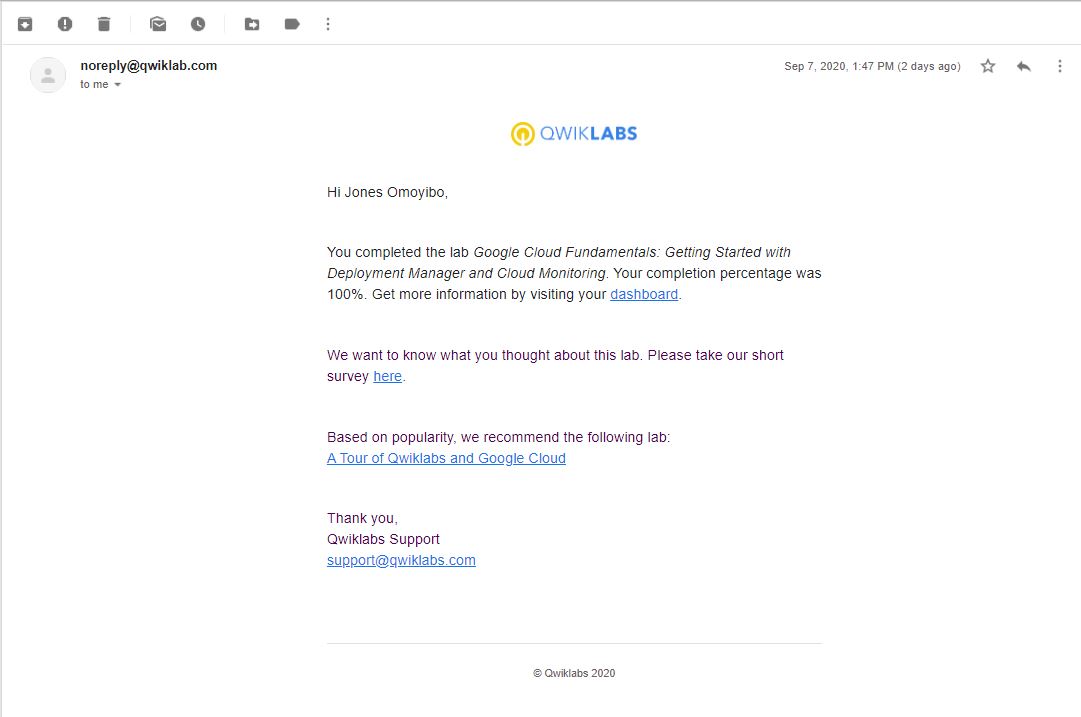 noreply@qwiklab.com
Sep 7, 2020, 1:47 PM (2 days ago)
to me
QWIKLABS
Hi Jones Omoyibo,
You completed the lab Google Cloud Fundamentals: Getting Started with
Deployment Manager and Cloud Monitoring. Your completion percentage was
100%. Get more information by visiting your dashboard.
We want to know what you thought about this lab. Please take our short
survey here.
Based on popularity, we recommend the following lab:
A Tour of Qwiklabs and Google Cloud
Thank you,
Qwiklabs Support
support@qwiklabs.com
© Qwiklabs 2020